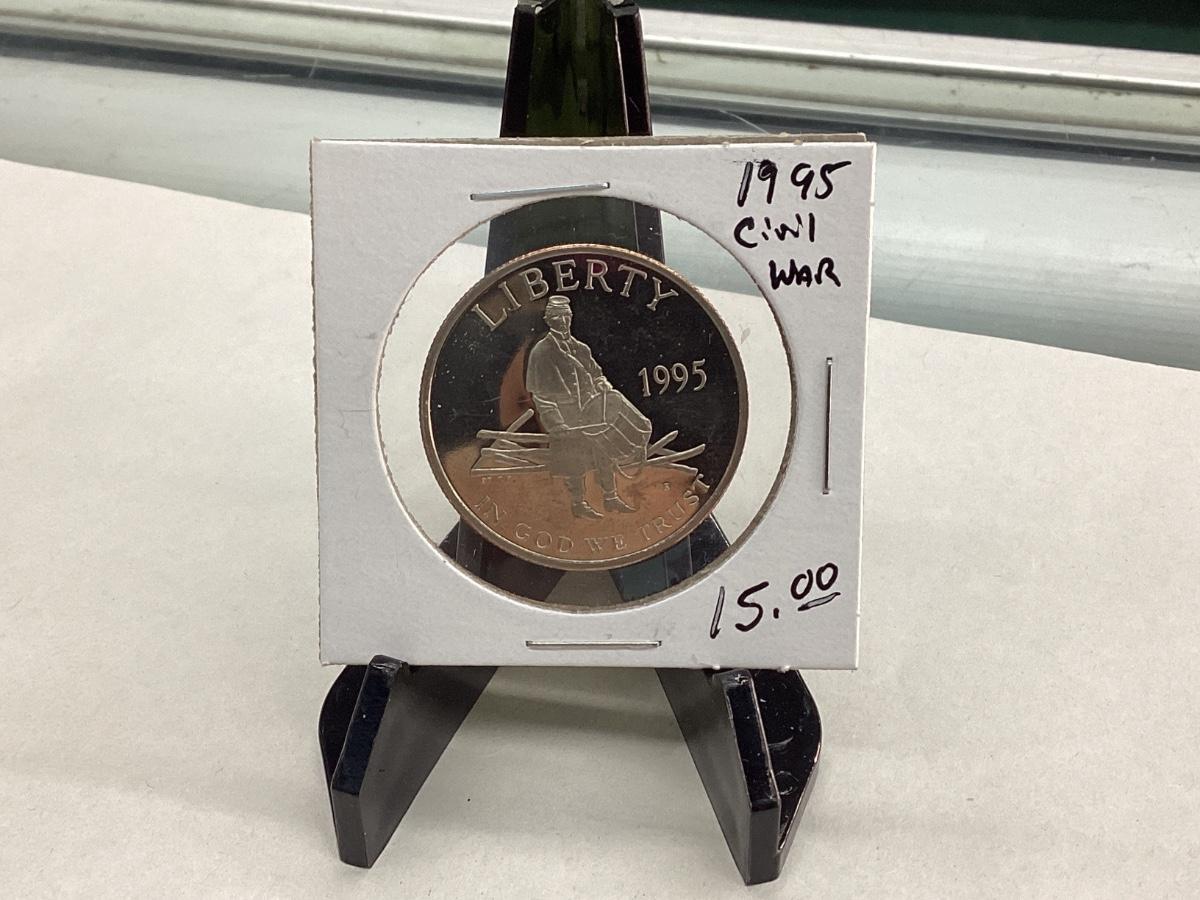 1995
Civil
WAR
LIBERTY
1995
IN GOD WE TRUST
15.00